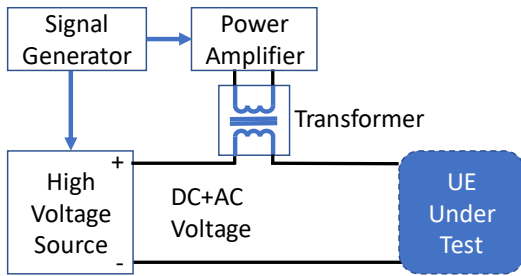 Signal
Generator
Power
Amplifier
Transformer
+
High
Voltage
Source
-
DC+AC
Voltage
UE
Under
Test